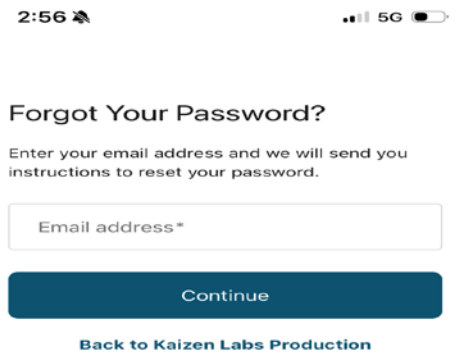 2:56
5G
Forgot Your Password?
Enter your email address and we will send you
instructions to reset your password.
Email address*
Continue
Back to Kaizen Labs Production